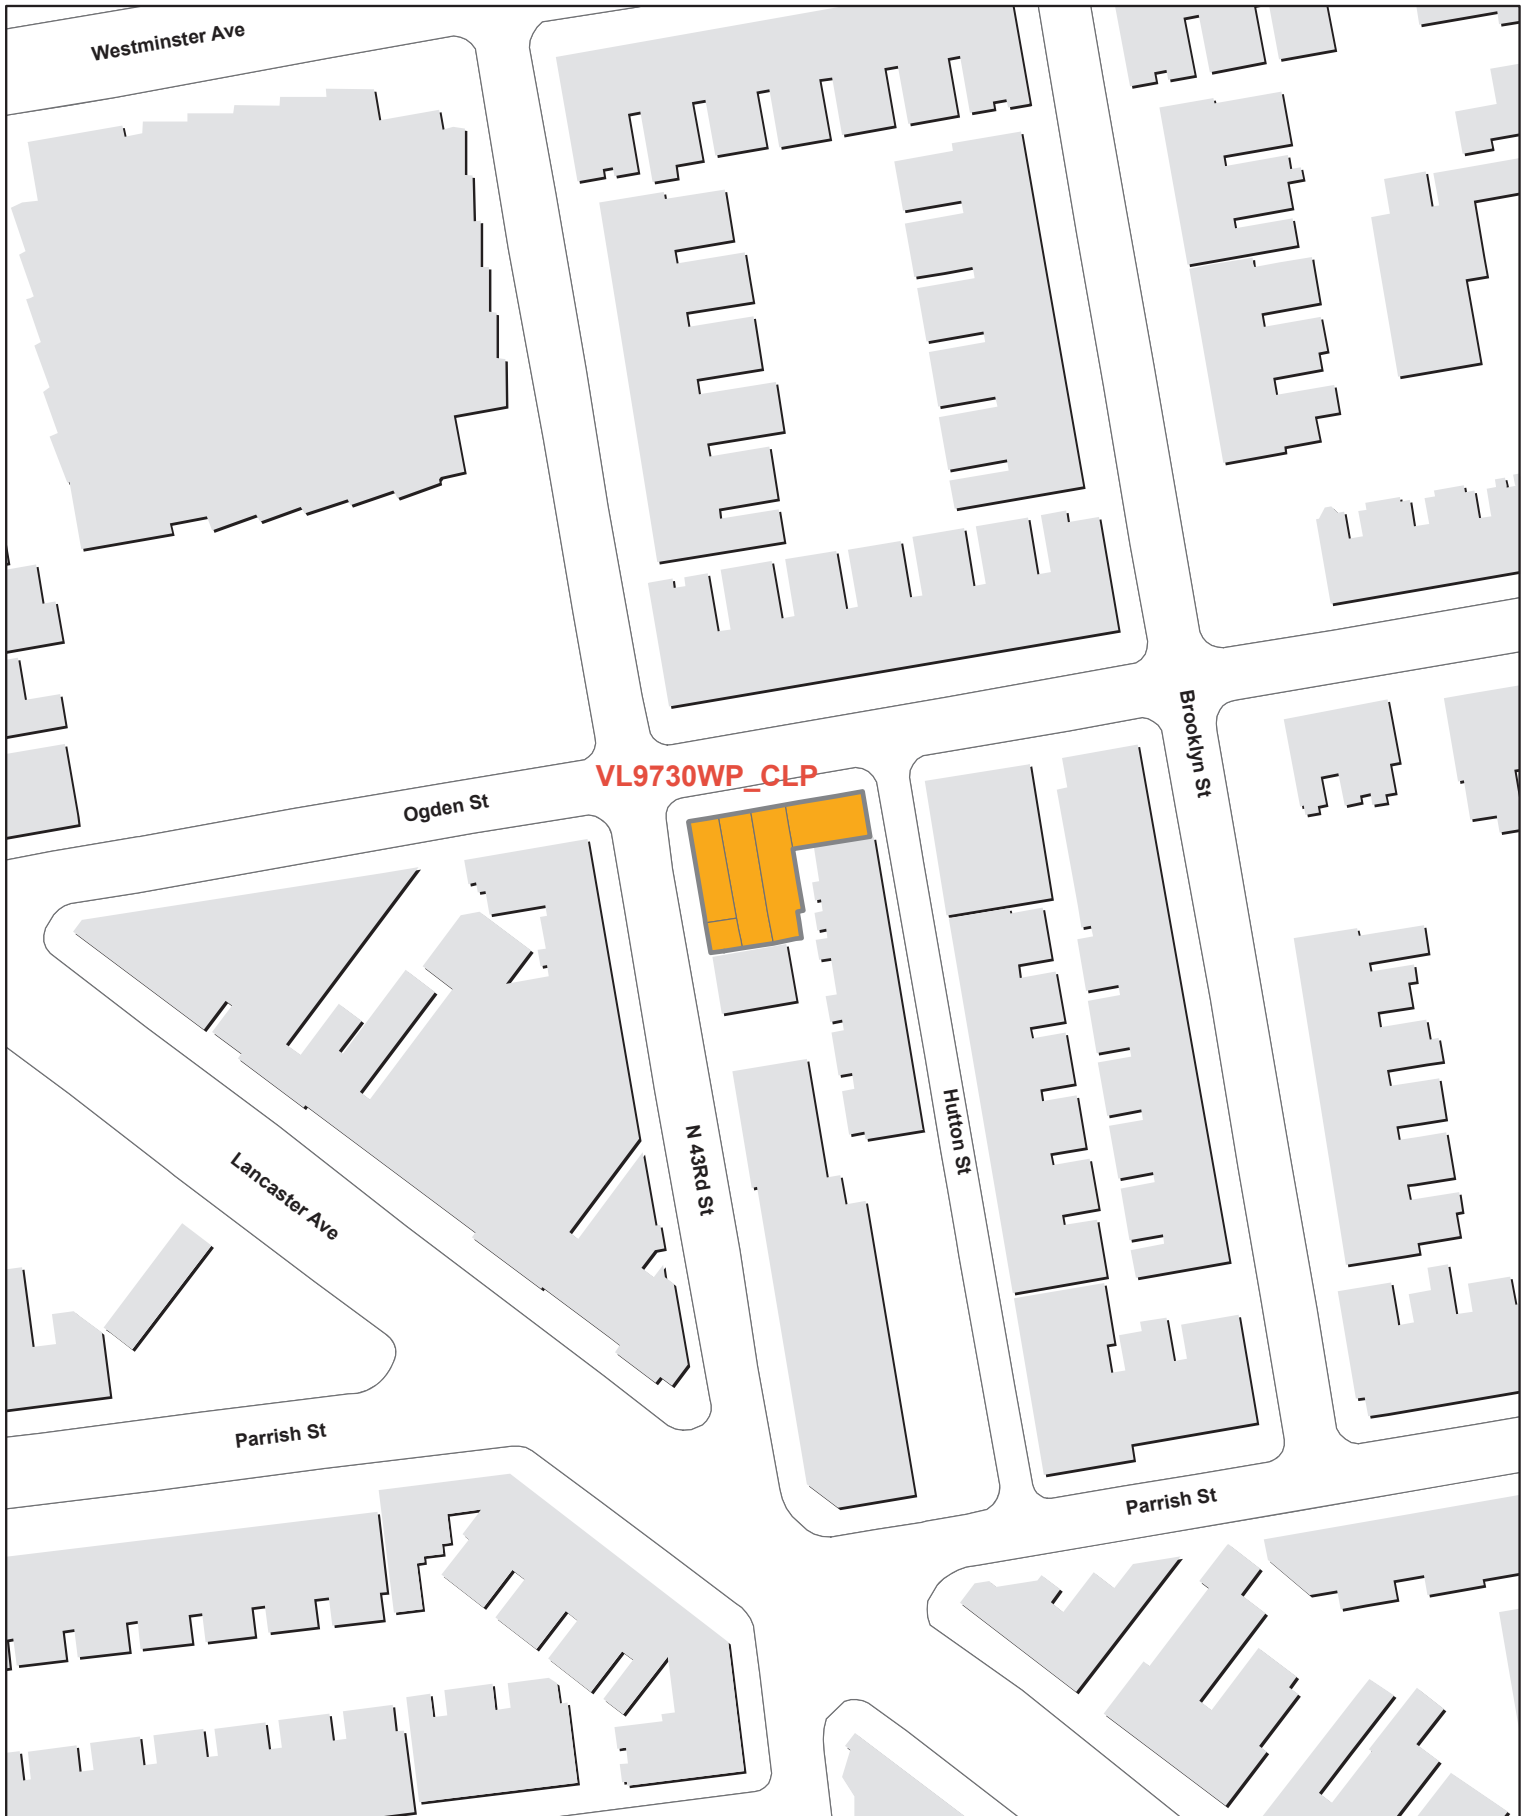 Westminster Ave
Brooklyn St
VL9730WP_CLP
Ogden St
Hutton St
N 43Rd St
Lancaster Ave
Parrish St
Parrish St